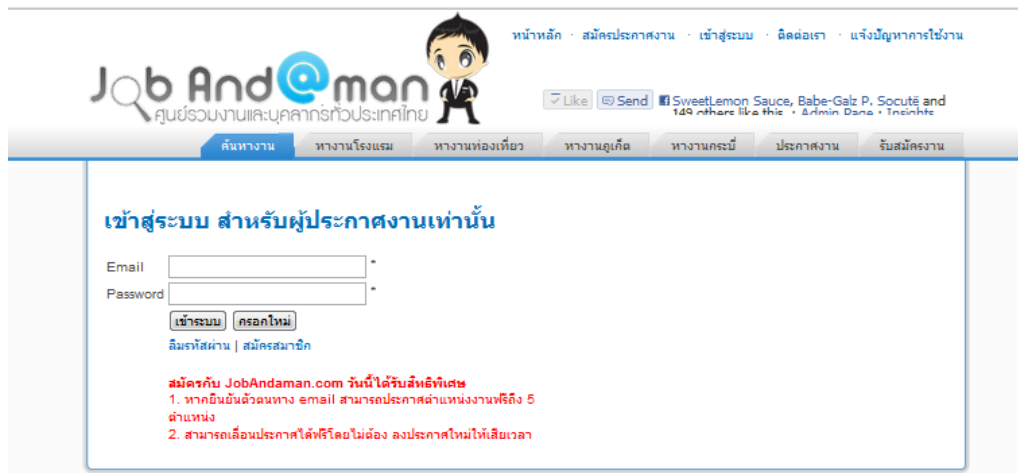 หน้าหลัก · สมัครประกาศงาน · เข้าสู่ระบบ · ติดต่อเรา · แจ้งปัญหาการใช้งาน
Job And@man
ศูนย์รวมงานและบุคลากรทั่วประเทศไทย
Like Send SweetLemon Sauce, Babe-Galz P. Socutē and
149 others like this. · Admin Page · Insights
ค้นหางาน หางานโรงแรม หางานท่องเที่ยว หางานภูเก็ต หางานกระบี่ ประกาศงาน รับสมัครงาน
เข้าสู่ระบบ สำหรับผู้ประกาศงานเท่านั้น
Email *
Password *
เข้าระบบ กรอกใหม่
ลืมรหัสผ่าน | สมัครสมาชิก
สมัครกับ JobAndaman.com วันนี้ได้รับสิทธิพิเศษ
1. หากยืนยันตัวตนทาง email สามารถประกาศตำแหน่งงานฟรีถึง 5
ตำแหน่ง
2. สามารถเลื่อนประกาศได้ฟรีโดยไม่ต้อง ลงประกาศใหม่ให้เสียเวลา